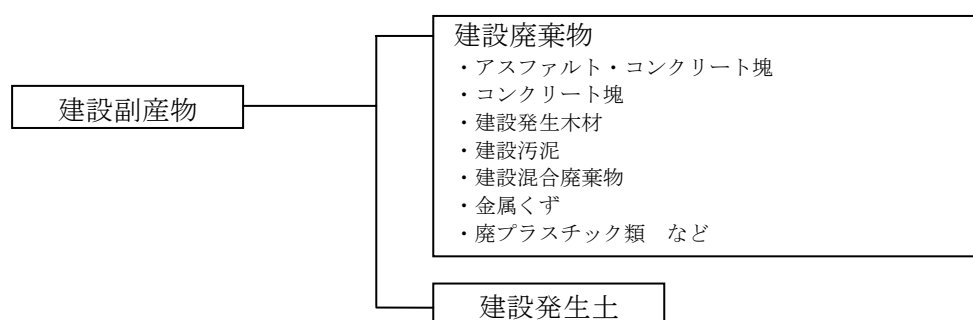 建設副産物
建設廃棄物
・アスファルト・コンクリート塊
・コンクリート塊
・建設発生木材
・建設汚泥
・建設混合廃棄物
・金属くず
・廃プラスチック類　など
建設発生土